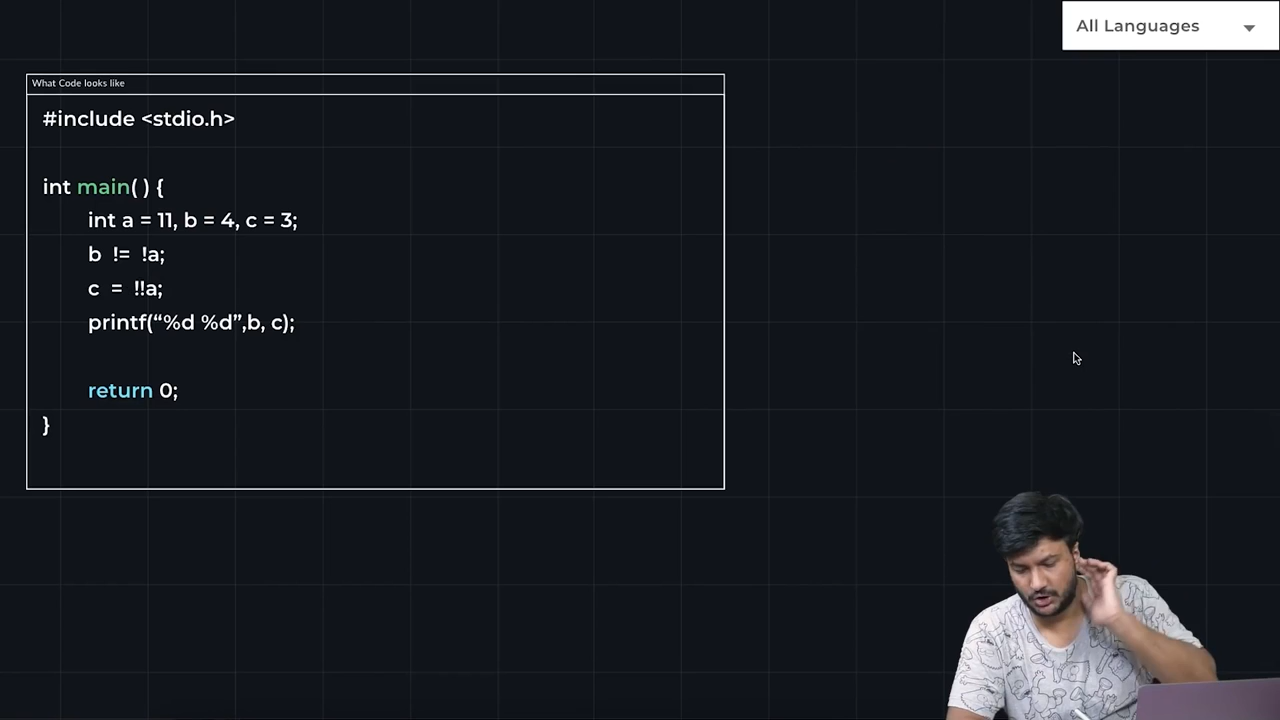 All Languages
What Code looks like
#include <stdio.h>
int main( ) {
int a = 11, b = 4, c = 3;
b != !a;
c = !!a;
printf(“%d %d”,b, c);
return 0;
}